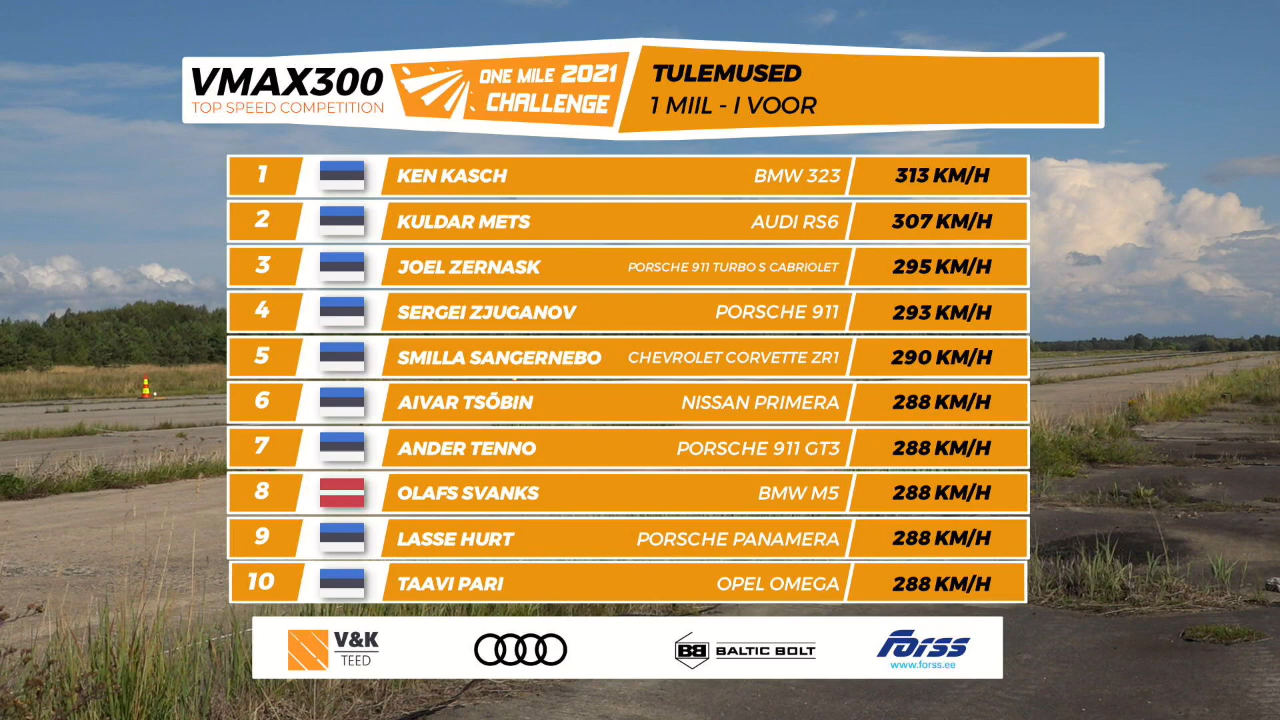 VMAX300
TOP SPEED COMPETITION
ONE MILE 2021
CHALLENGE
TULEMUSED
1 MIIL - I VOOR
1 KEN KASCH BMW 323 313 KM/H
2 KULDAR METS AUDI RS6 307 KM/H
3 JOEL ZERNASK PORSCHE 911 TURBO S CABRIOLET 295 KM/H
4 SERGEI ZJUGANOV PORSCHE 911 293 KM/H
5 SMILLA SANGERNEBO CHEVROLET CORVETTE ZR1 290 KM/H
6 AIVAR TSÕBIN NISSAN PRIMERA 288 KM/H
7 ANDER TENNO PORSCHE 911 GT3 288 KM/H
8 OLAFS SVANKS BMW M5 288 KM/H
9 LASSE HURT PORSCHE PANAMERA 288 KM/H
10 TAAVI PARI OPEL OMEGA 288 KM/H
V&K
TEED
BB BALTIC BOLT
Forss
www.forss.ee